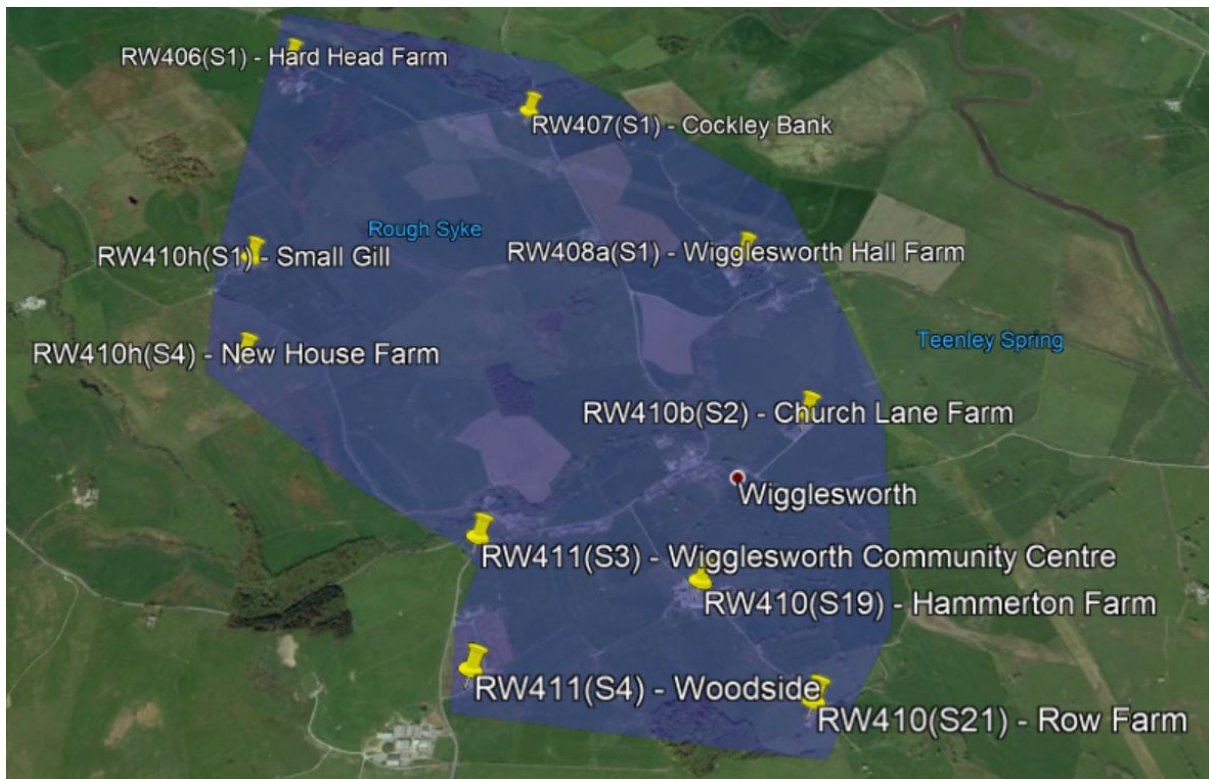 RW406(S1) - Hard Head Farm
RW407(S1) - Cockley Bank
Rough Syke
RW410h(S1) - Small Gill
RW408a(S1) - Wigglesworth Hall Farm
Teenley Spring
RW410h(S4) - New House Farm
RW410b(S2) - Church Lane Farm
Wigglesworth
RW411(S3) - Wigglesworth Community Centre
RW410(S19) - Hammerton Farm
RW411(S4) - Woodside
RW410(S21) - Row Farm